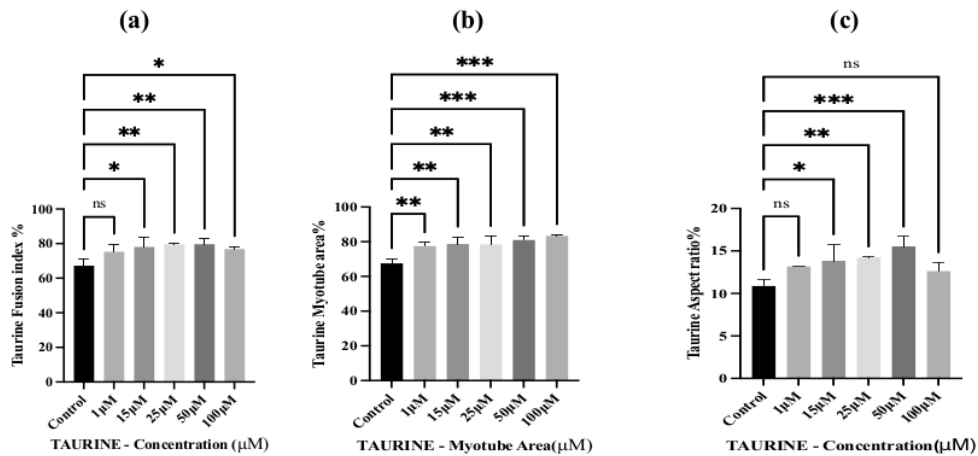 (a)
*
**
**
*
ns
100
80
60
40
20
0
Taurine Fusion index %
Control
1μM
15μM
25μM
50μM
100μM
TAURINE - Concentration (μM)
(b)
***
***
**
**
**
100
80
60
40
20
0
Taurine Myotube area%
Control
1μM
15μM
25μM
50μM
100μM
TAURINE - Myotube Area(μM)
(c)
ns
***
**
*
ns
20
15
10
5
0
Taurine Aspect ratio%
Control
1μM
15μM
25μM
50μM
100μM
TAURINE - Concentration(μM)